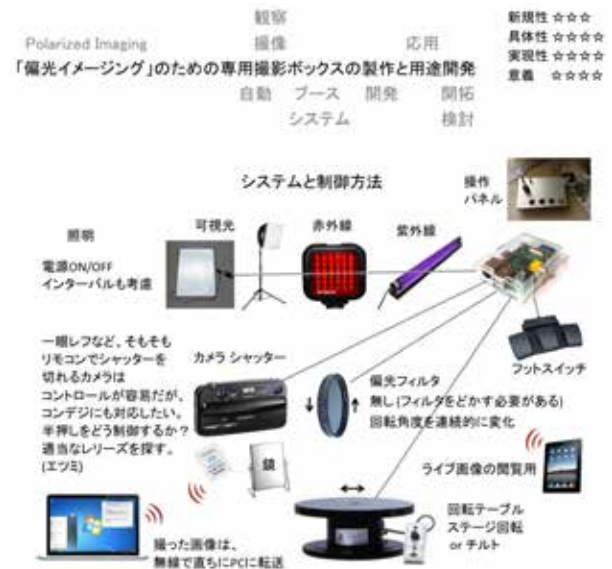 観察
Polarized Imaging 撮像 応用
「偏光イメージング」のための専用撮影ボックスの製作と用途開発
自動 ブース 開発 開拓
システム 検討
新規性 ☆☆☆
具体性 ☆☆☆☆
実現性 ☆☆☆☆
意義 ☆☆☆☆
システムと制御方法
操作
パネル
照明
可視光
赤外線
紫外線
電源ON/OFF
インターバルも考慮
フットスイッチ
一眼レフなど、そもそも
リモコンでシャッターを
切れるカメラは
コントロールが容易だが、
コンデジにも対応したい。
半押しをどう制御するか？
適当なレリーズを探す。
(エツミ)
カメラ シャッター
偏光フィルタ
無し(フィルタをどかす必要がある)
回転角度を連続的に変化
鏡
ライブ画像の閲覧用
回転テーブル
ステージ回転
or チルト
撮った画像は、
無線で直ちにPCに転送